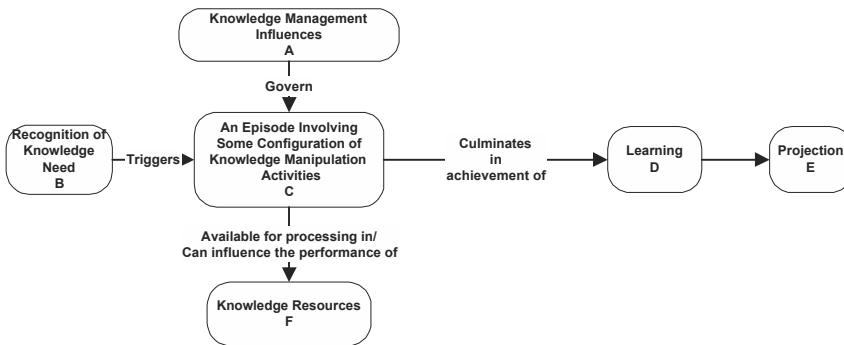 Knowledge Management
Influences
A
Govern
Recognition of
Knowledge
Need
B
Triggers
An Episode Involving
Some Configuration of
Knowledge Manipulation
Activities
C
Culminates
in
achievement of
Learning
D
Projection
E
Available for processing in/
Can influence the performance of
Knowledge Resources
F